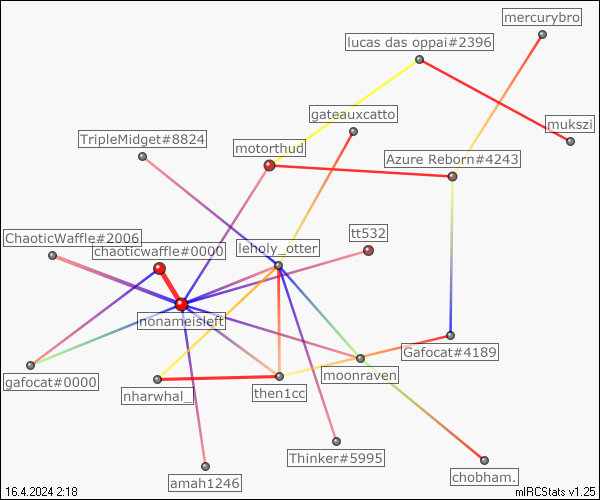 mercurybro
lucas das oppai#2396
gateauxcatto
mukszi
TripleMidget#8824
motorthud
Azure Reborn#4243
ChaoticWaffle#2006
chaoticwaffle#0000
leholy_otter
tt532
nonameisleft
Gafocat#4189
gafocat#0000
nharwhal_
then1cc
moonraven
Thinker#5995
amah1246
chobham.
16.4.2024 2:18
mIRCStats v1.25